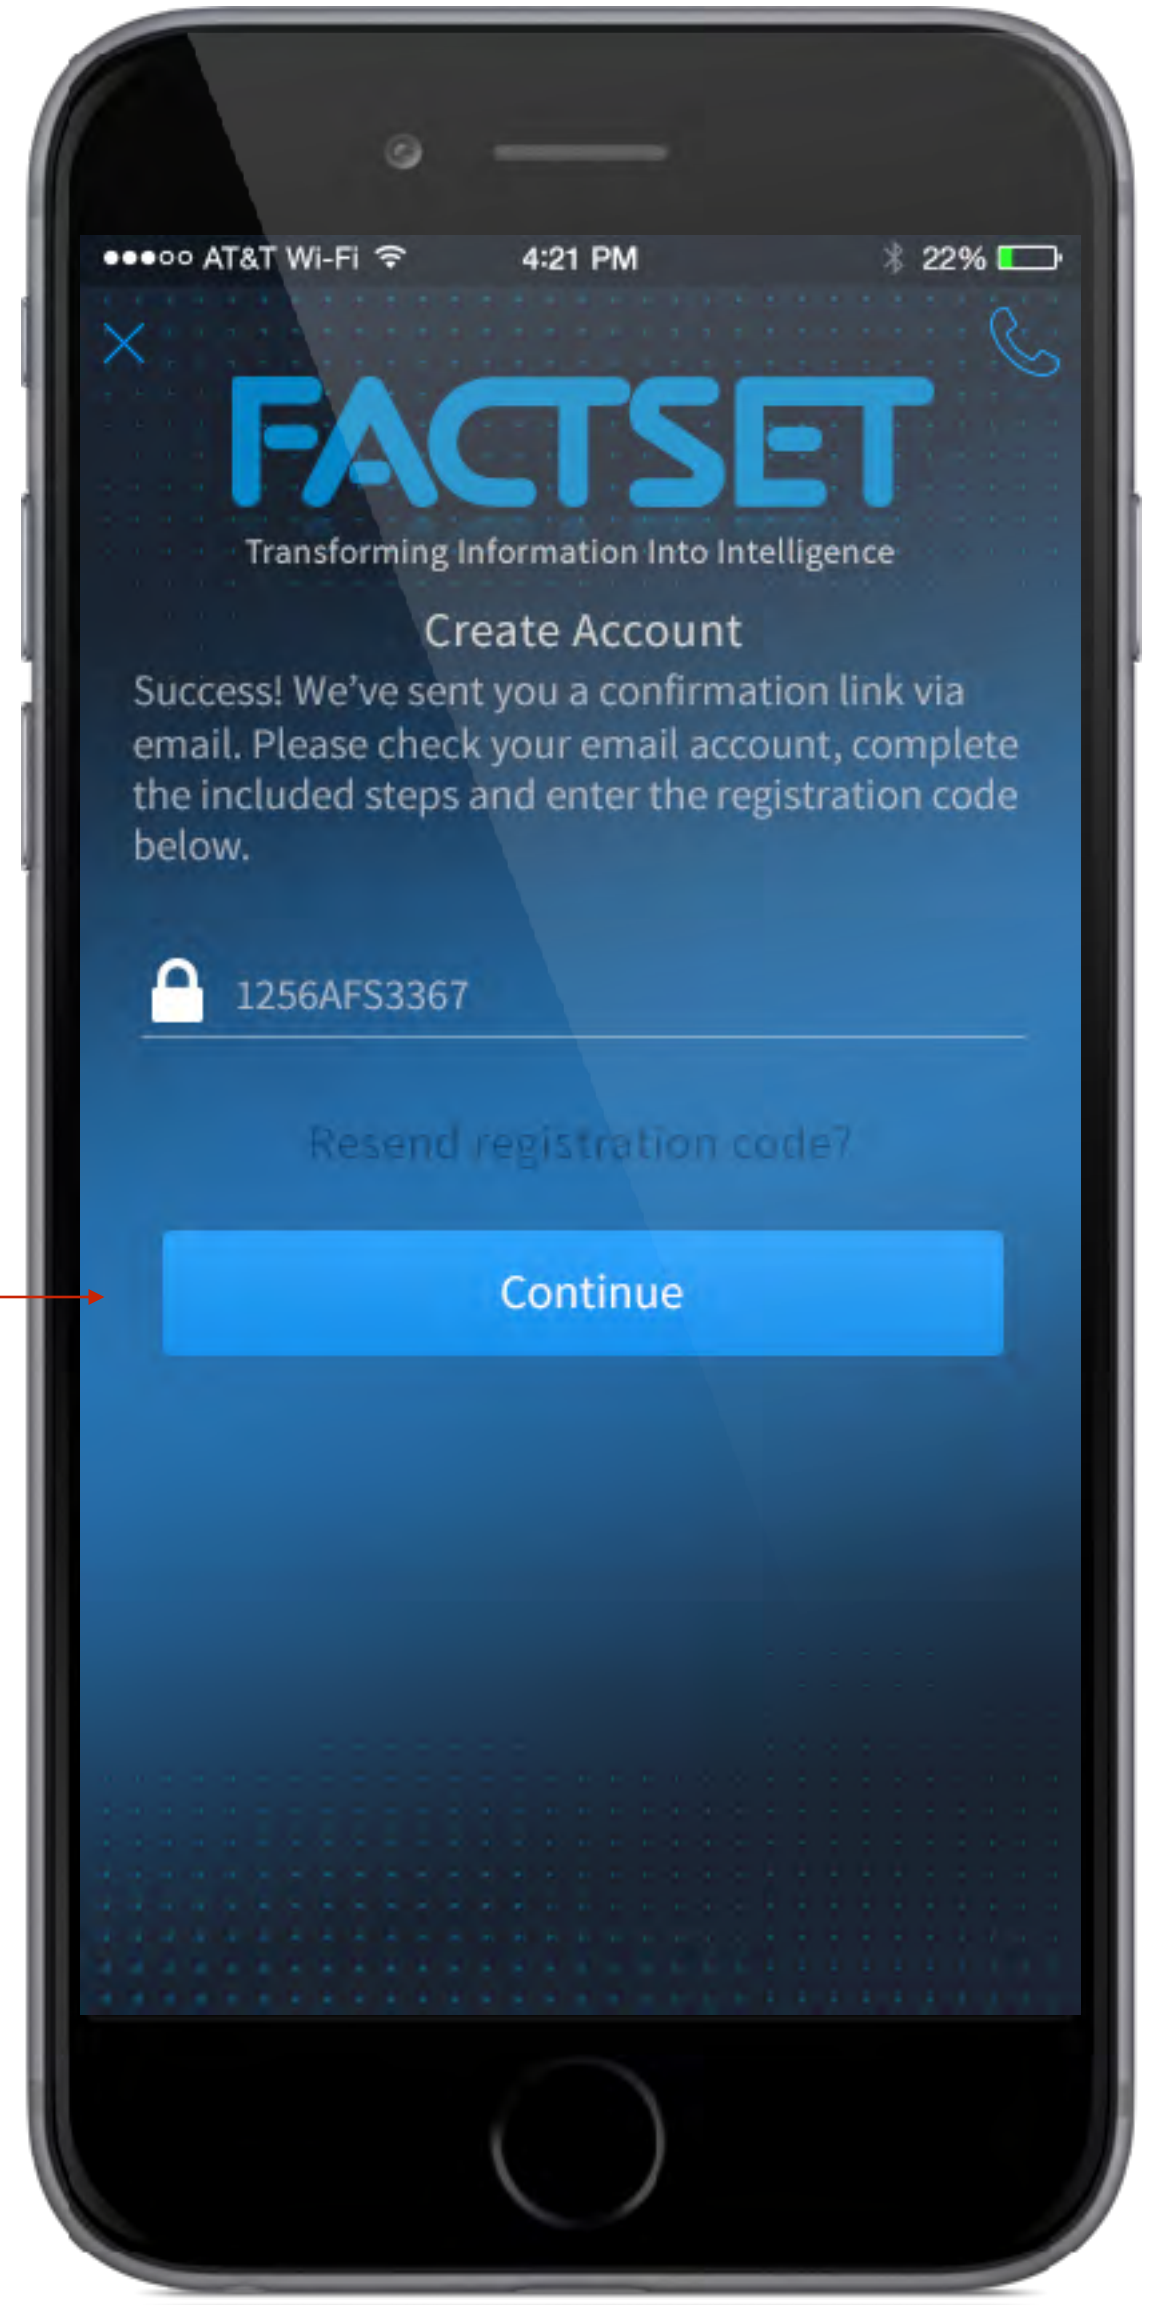 AT&T Wi-Fi 4:21 PM 22%
FACTSET
Transforming Information Into Intelligence
Create Account
Success! We’ve sent you a confirmation link via
email. Please check your email account, complete
the included steps and enter the registration code
below.
1256AFS3367
Resend registration code?
Continue